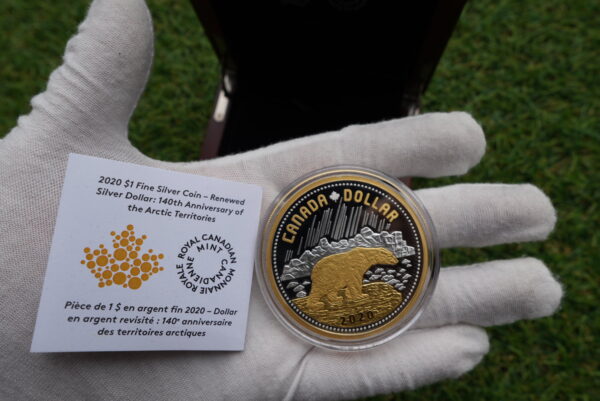 2020 $1 Fine Silver Coin – Renewed
Silver Dollar: 140th Anniversary of
the Arctic Territories
ROYAL CANADIAN MINT
MONNAIE ROYALE CANADIENNE
Pièce de 1 $ en argent fin 2020 – Dollar
en argent revisité : 140e anniversaire
des territoires arctiques
CANADA DOLLAR
2020